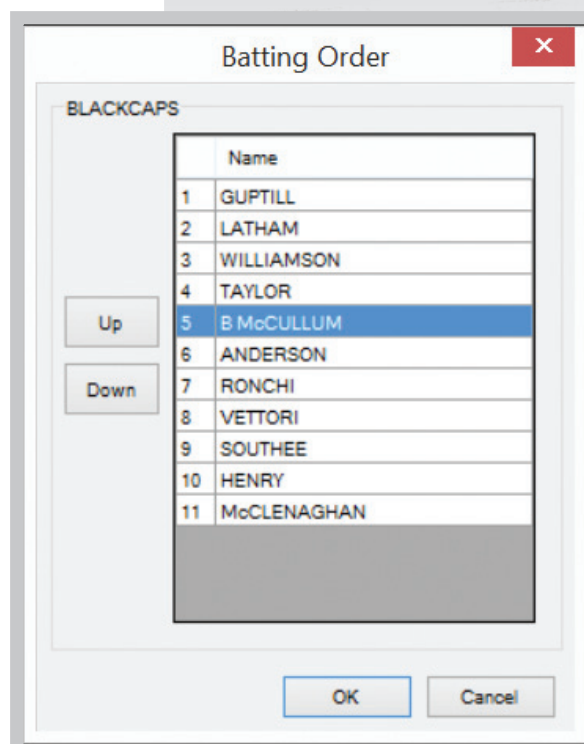 Batting Order
BLACKCAPS
Name
1 GUPTILL
2 LATHAM
3 WILLIAMSON
4 TAYLOR
5 B McCULLUM
6 ANDERSON
7 RONCHI
8 VETTORI
9 SOUTHEE
10 HENRY
11 McCLENAGHAN
Up
Down
OK Cancel